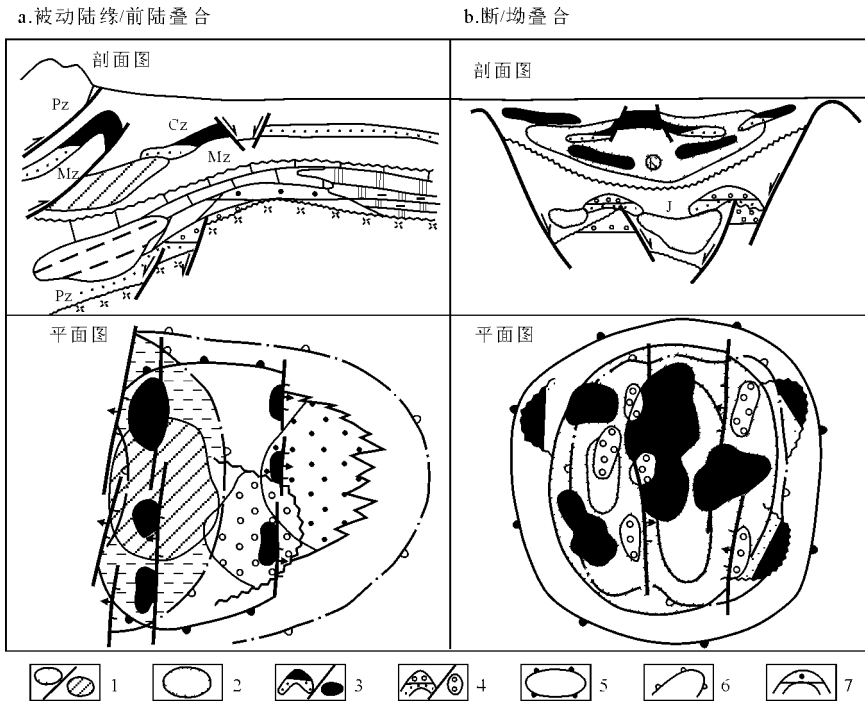 a.被动陆缘/前陆叠合
b.断/坳叠合
剖面图
Pz
Cz
Mz
Mz
Pz
剖面图
J
平面图
平面图
1 2 3 4 5 6 7